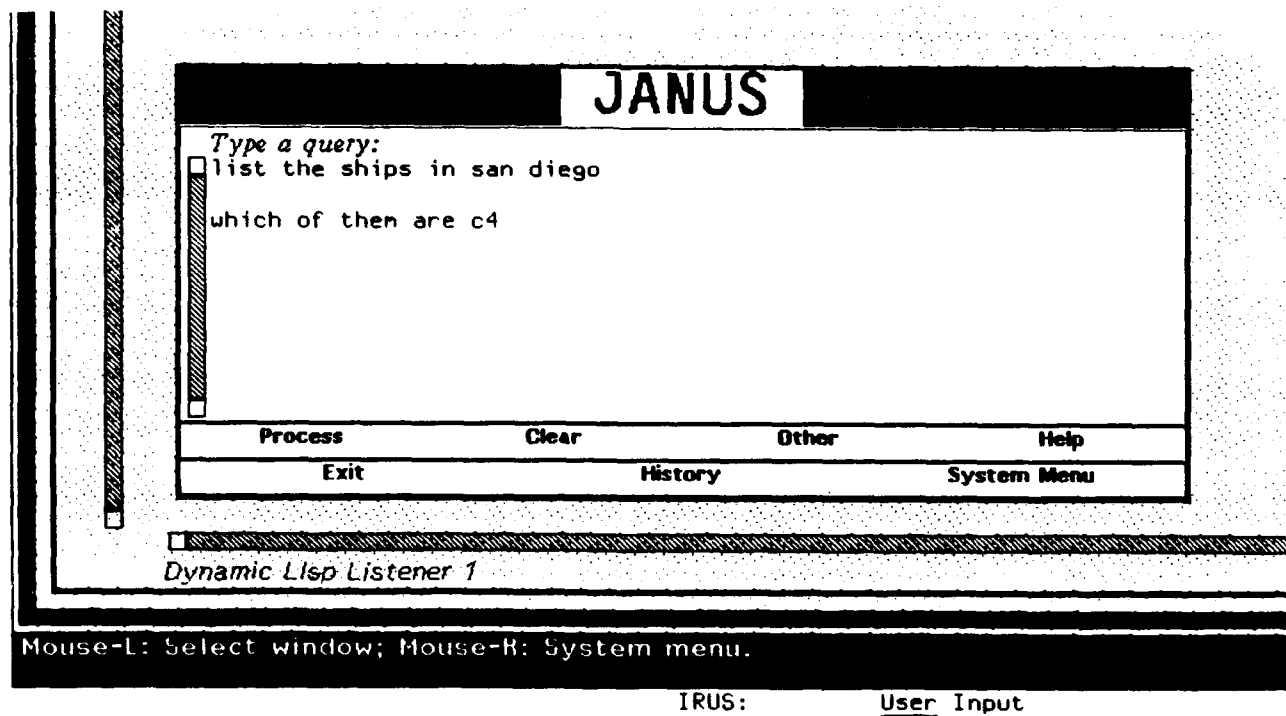 JANUS
Type a query:
list the ships in san diego
which of them are c4
Process Clear Other Help
Exit History System Menu
Dynamic Lisp Listener 1
Mouse-L: Select window; Mouse-R: System menu.
IRUS: User Input